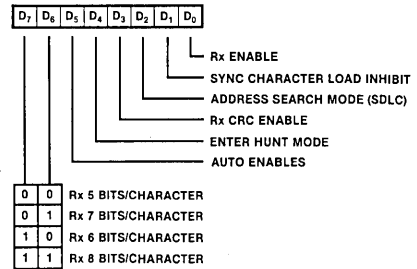 D7 D6 D5 D4 D3 D2 D1 D0
Rx ENABLE
SYNC CHARACTER LOAD INHIBIT
ADDRESS SEARCH MODE (SDLC)
Rx CRC ENABLE
ENTER HUNT MODE
AUTO ENABLES
0 0 Rx 5 BITS/CHARACTER
0 1 Rx 7 BITS/CHARACTER
1 0 Rx 6 BITS/CHARACTER
1 1 Rx 8 BITS/CHARACTER